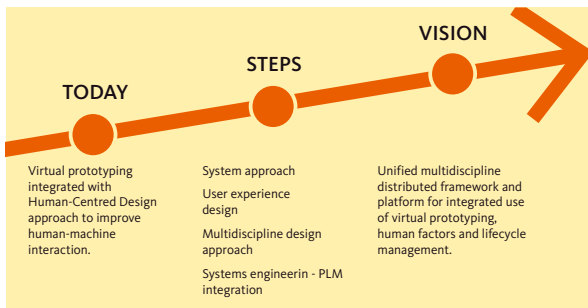 TODAY
Virtual prototyping
integrated with
Human-Centred Design
approach to improve
human-machine
interaction.
STEPS
System approach
User experience
design
Multidiscipline design
approach
Systems engineerin - PLM
integration
VISION
Unified multidiscipline
distributed framework and
platform for integrated use
of virtual prototyping,
human factors and lifecycle
management.